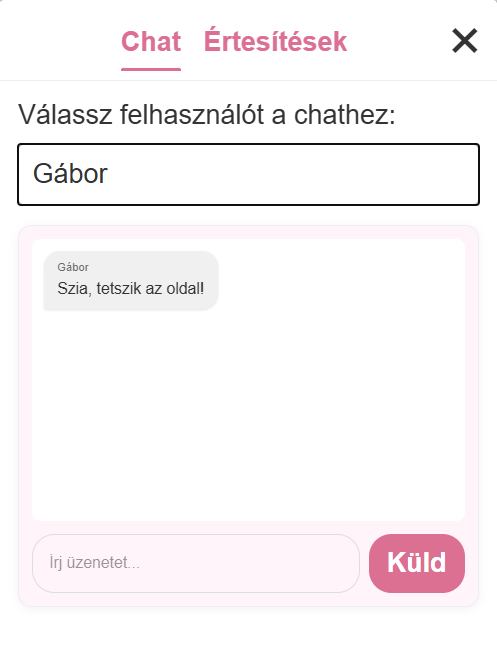 Chat Értesítések
Válassz felhasználót a chathez:
Gábor
Gábor
Szia, tetszik az oldal!
Írj üzenetet... Küld